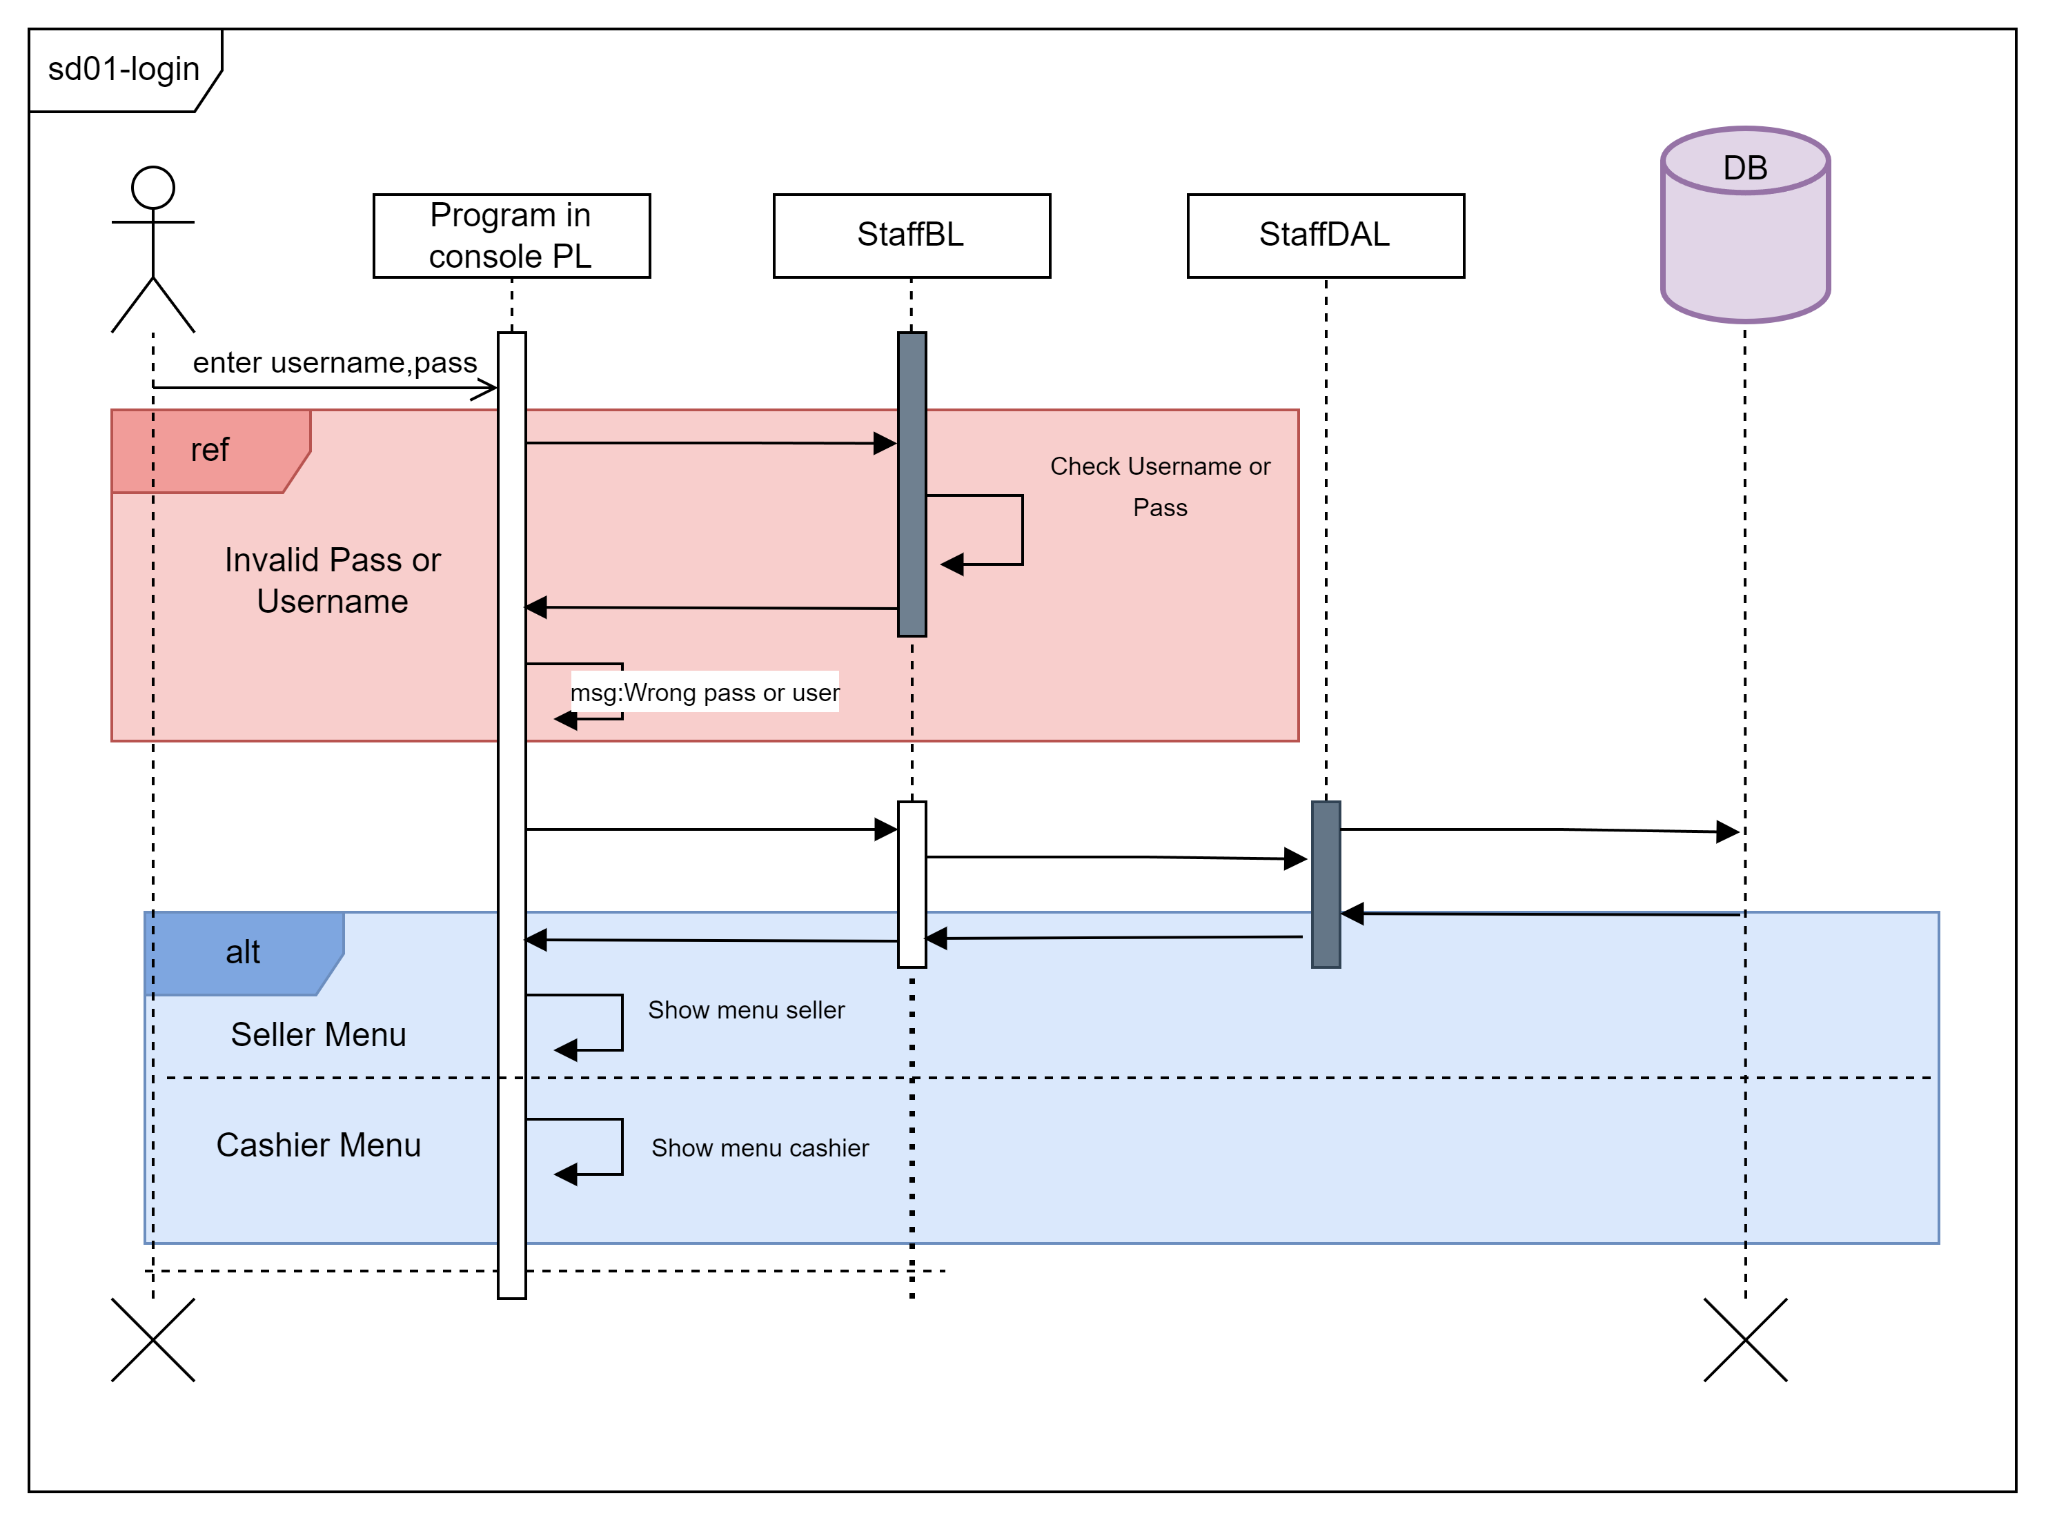 sd01-login
DB
Program in
console PL
StaffBL
StaffDAL
enter username,pass
ref
Check Username or
Pass
Invalid Pass or
Username
msg:Wrong pass or user
alt
Show menu seller
Seller Menu
Cashier Menu
Show menu cashier